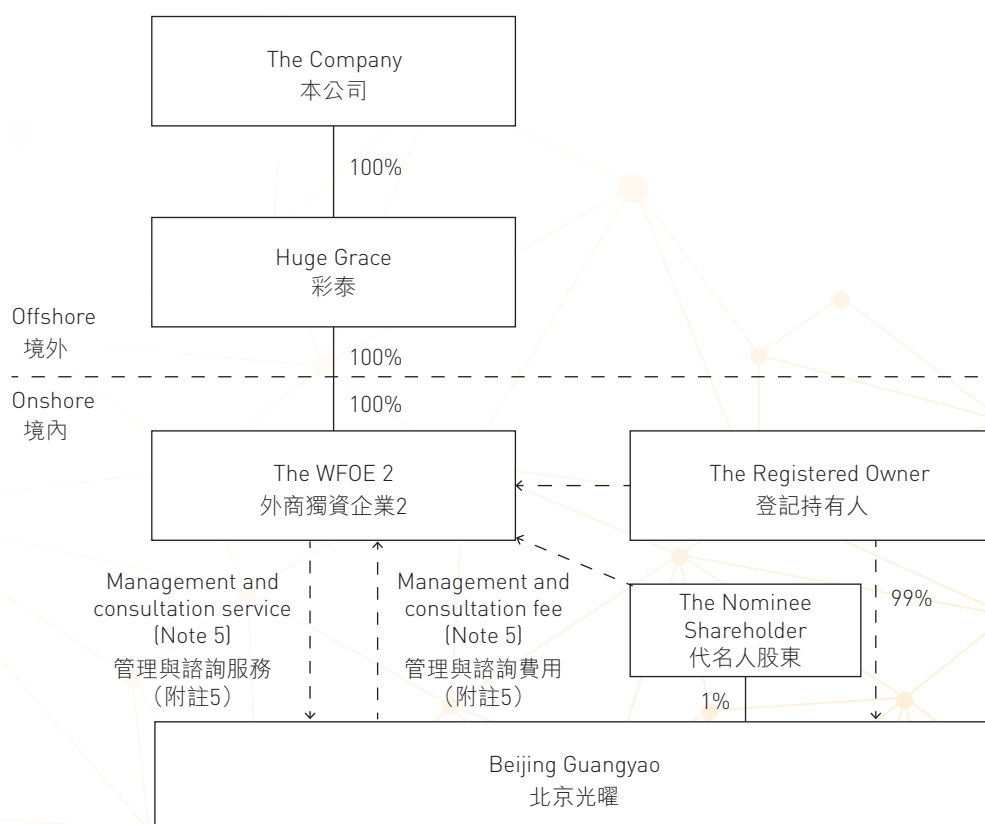 The Company
本公司
100%
Huge Grace
彩泰
Offshore
境外
100%
Onshore
境內
100%
The WFOE 2
外商獨資企業2
The Registered Owner
登記持有人
Management and
consultation service
(Note 5)
管理與諮詢服務
（附註5）
Management and
consultation fee
(Note 5)
管理與諮詢費用
（附註5）
The Nominee
Shareholder
代名人股東
99%
1%
Beijing Guangyao
北京光曜